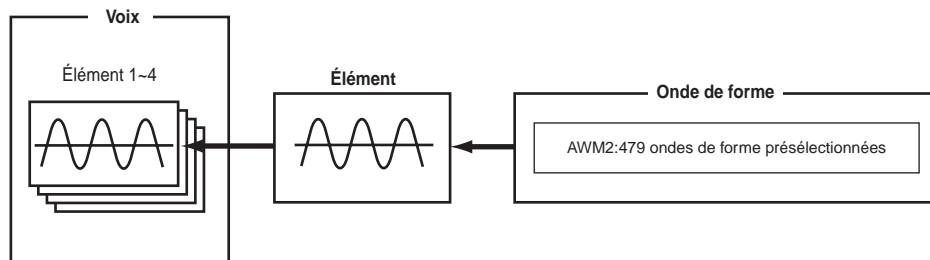 Voix
Élément 1~4
Élément
Onde de forme
AWM2:479 ondes de forme présélectionnées